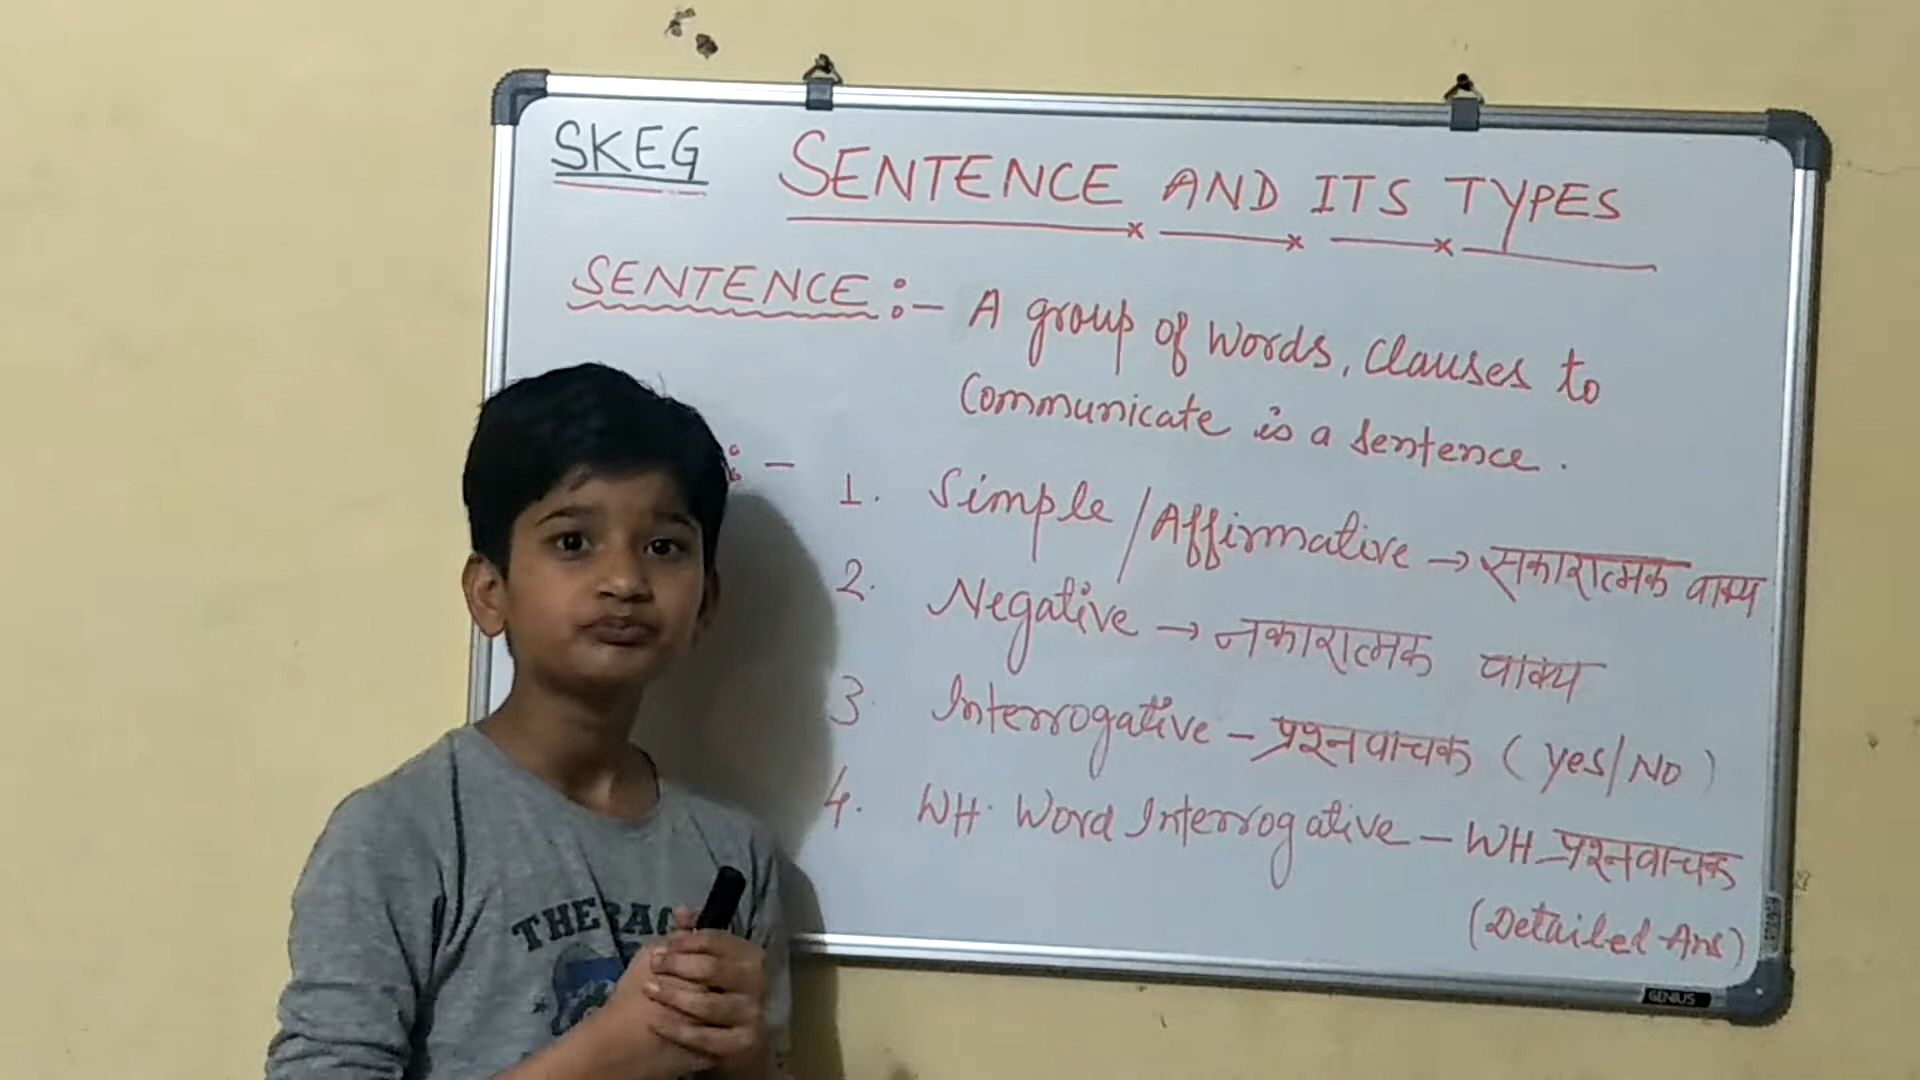 SKEG SENTENCE AND ITS TYPES
SENTENCE :- A group of words, Clauses to
Communicate is a sentence.
: -
1. Simple / Affirmative → सकारात्मक वाक्य
2. Negative → नकारात्मक वाक्य
3. Interrogative - प्रश्नवाचक ( Yes/No )
4. WH. Word Interrogative - WH प्रश्नवाचक
(Detailed Ans)
GENIUS
THE